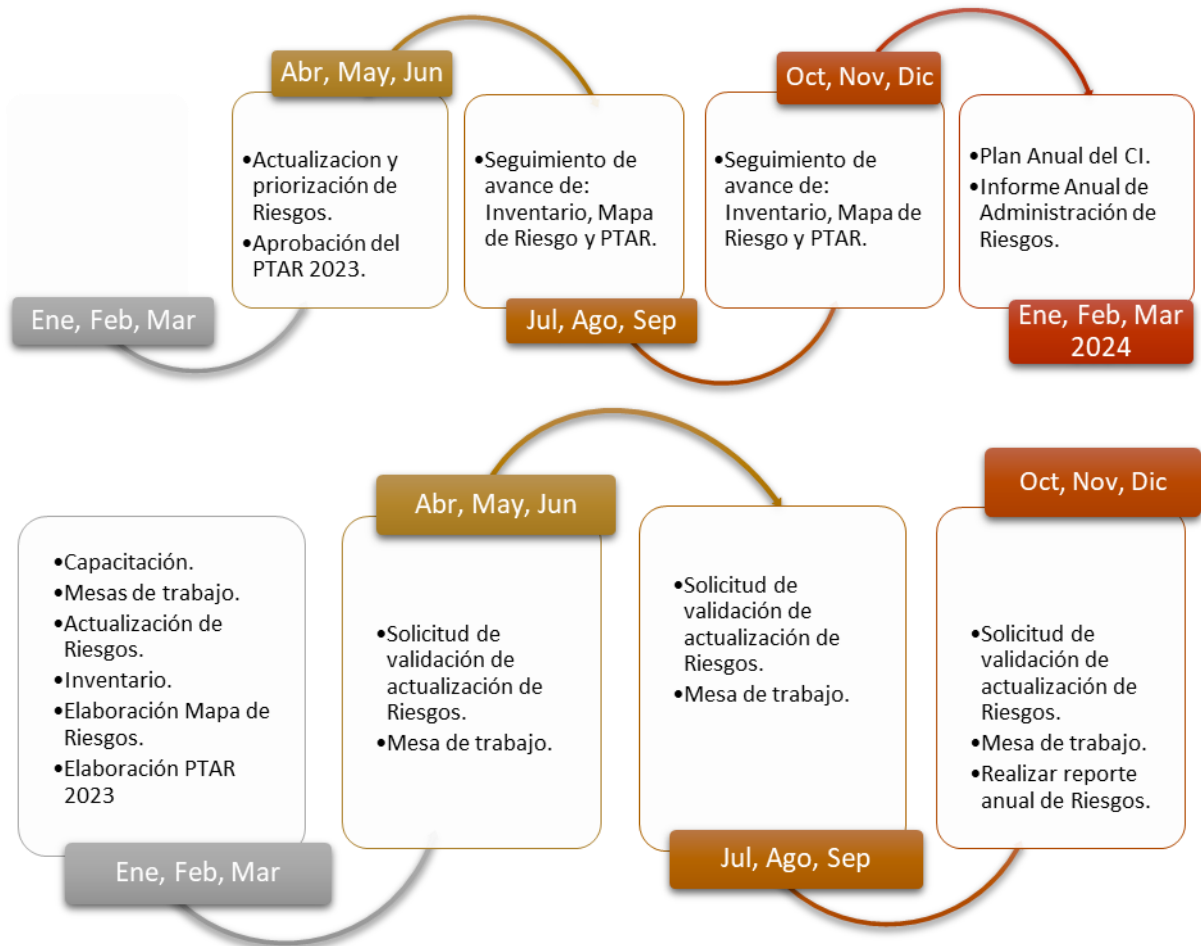 Ene, Feb, Mar
Abr, May, Jun
•Actualizacion y
priorización de
Riesgos.
•Aprobación del
PTAR 2023.
•Seguimiento de
avance de:
Inventario, Mapa
de Riesgo y PTAR.
Jul, Ago, Sep
Oct, Nov, Dic
•Seguimiento de
avance de:
Inventario, Mapa de
Riesgo y PTAR.
•Plan Anual del CI.
•Informe Anual de
Administración de
Riesgos.
Ene, Feb, Mar
2024
•Capacitación.
•Mesas de trabajo.
•Actualización de
Riesgos.
•Inventario.
•Elaboración Mapa de
Riesgos.
•Elaboración PTAR
2023
Ene, Feb, Mar
Abr, May, Jun
•Solicitud de
validación de
actualización de
Riesgos.
•Mesa de trabajo.
•Solicitud de
validación de
actualización de
Riesgos.
•Mesa de trabajo.
Jul, Ago, Sep
Oct, Nov, Dic
•Solicitud de
validación de
actualización de
Riesgos.
•Mesa de trabajo.
•Realizar reporte
anual de Riesgos.